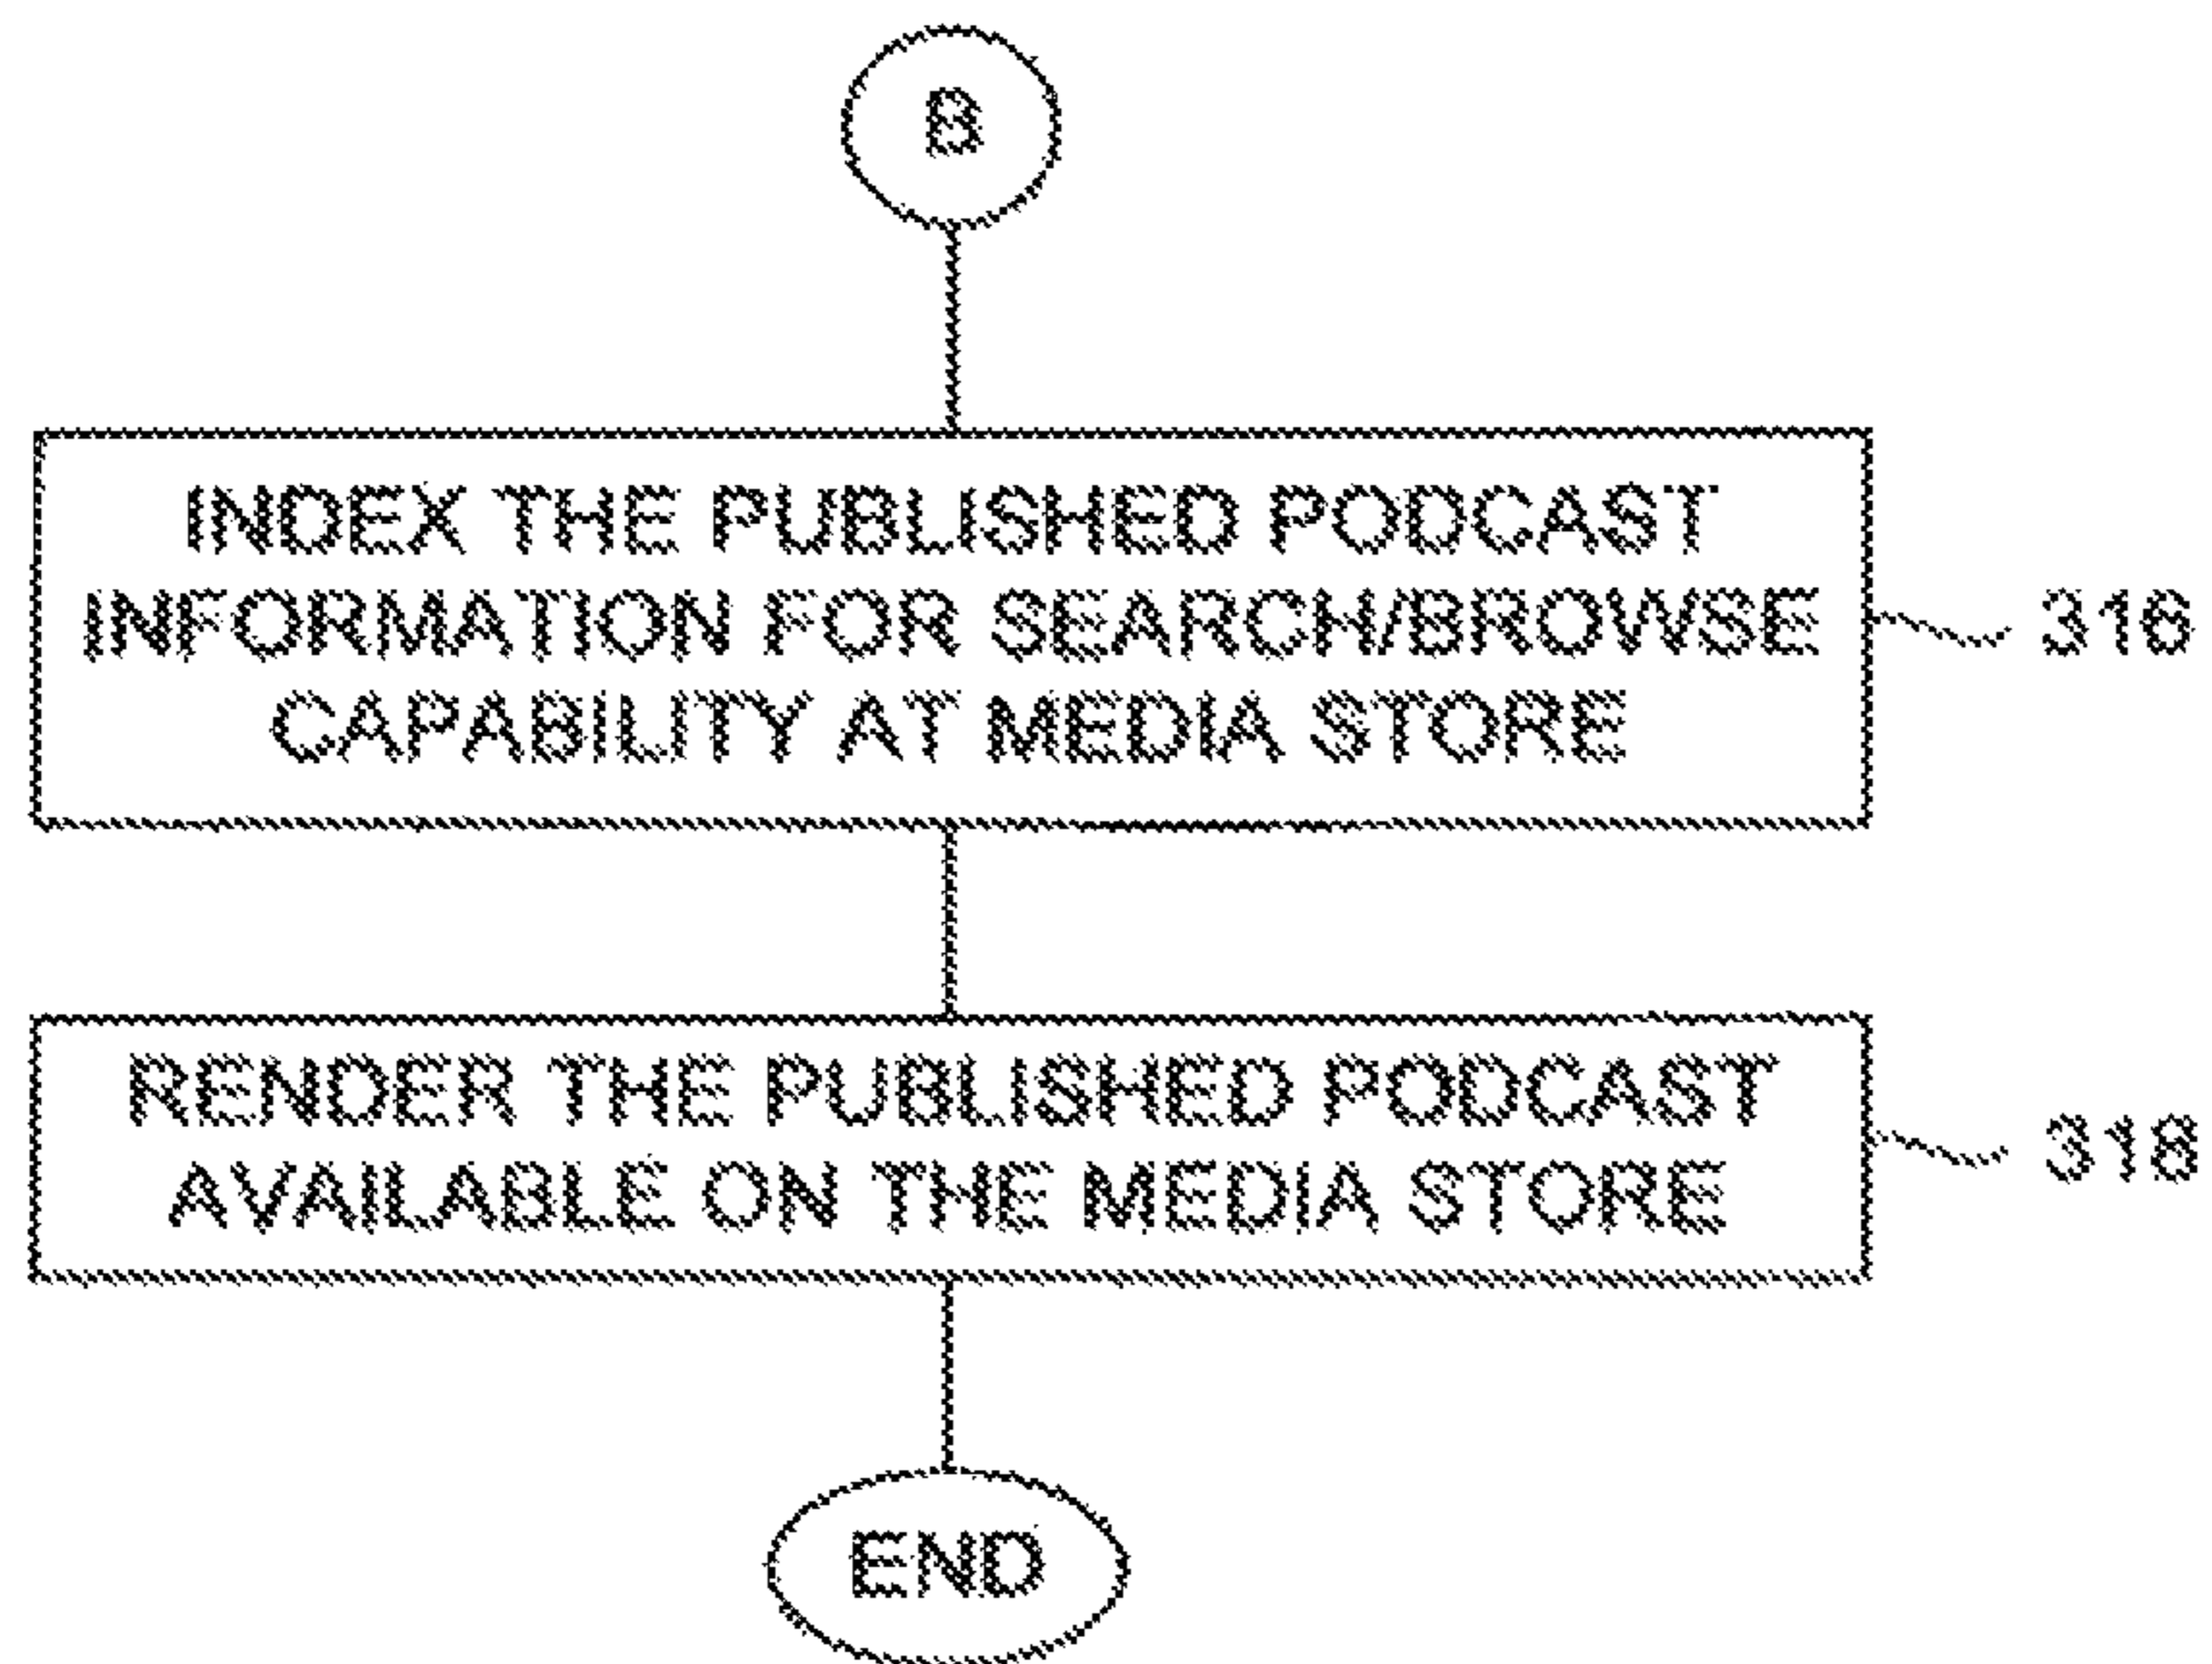 B
INDEX THE PUBLISHED PODCAST
INFORMATION FOR SEARCH/BROWSE
CAPABILITY AT MEDIA STORE
316
RENDER THE PUBLISHED PODCAST
AVAILABLE ON THE MEDIA STORE
318
END